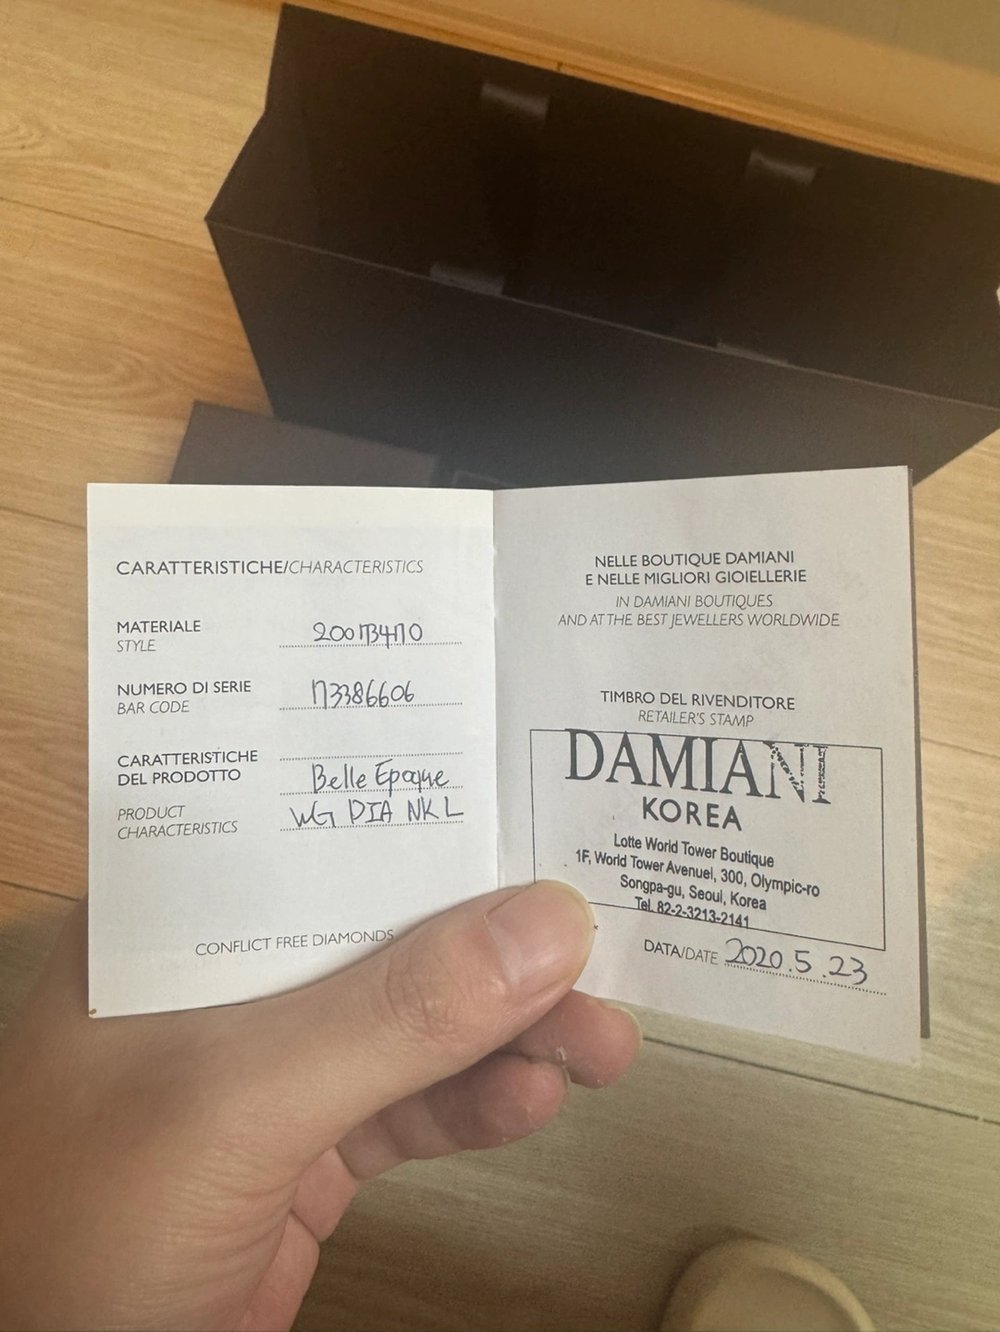 CARATTERISTICHE/CHARACTERISTICS
MATERIALE
STYLE
20073470
NUMERO DI SERIE
BAR CODE
73386606
CARATTERISTICHE
DEL PRODOTTO
PRODUCT
CHARACTERISTICS
Belle Époque
WG DIA NKL
CONFLICT FREE DIAMONDS
NELLE BOUTIQUE DAMIANI
E NELLE MIGLIORI GIOIELLERIE
IN DAMIANI BOUTIQUES
AND AT THE BEST JEWELLERS WORLDWIDE
TIMBRO DEL RIVENDITORE
RETAILER'S STAMP
DAMIANI
KOREA
Lotte World Tower Boutique
1F, World Tower Avenuel, 300, Olympic-ro
Songpa-gu, Seoul, Korea
Tel. 82-2-3213-2141
DATA/DATE 2020.5.23